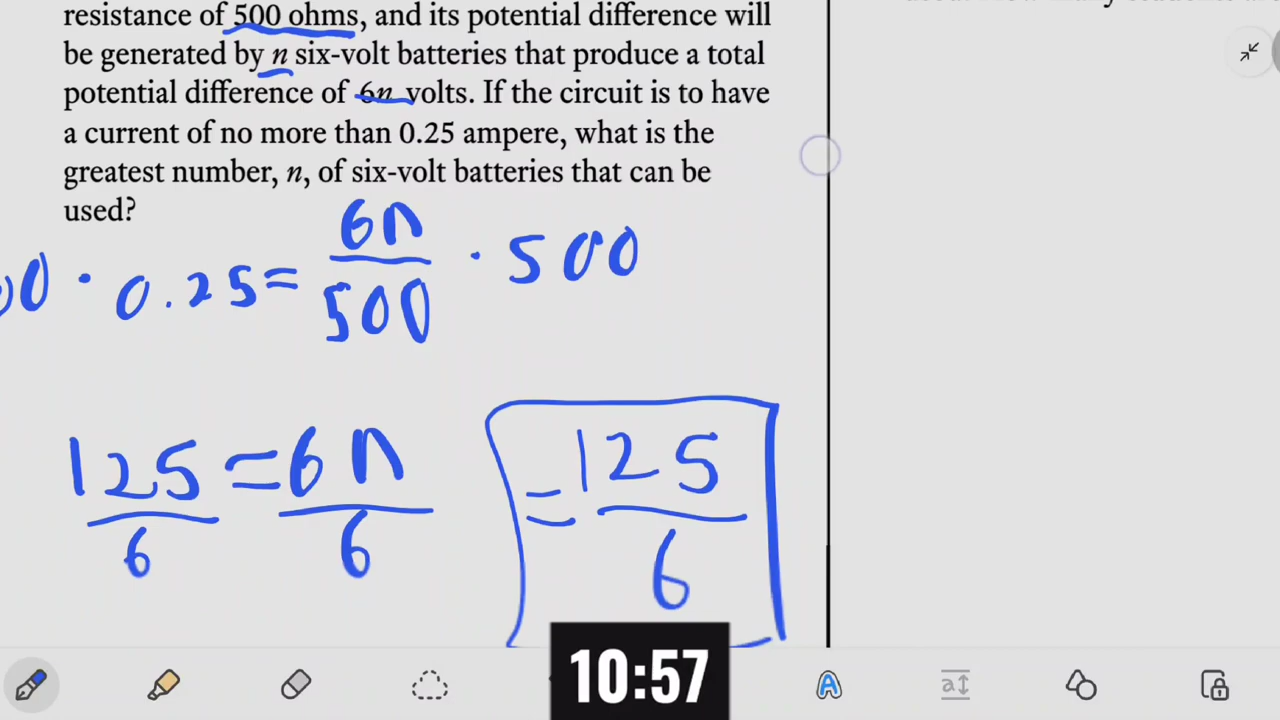 resistance of 500 ohms, and its potential difference will
be generated by n six-volt batteries that produce a total
potential difference of 6n volts. If the circuit is to have
a current of no more than 0.25 ampere, what is the
greatest number, n, of six-volt batteries that can be
used?
0 · 0.25 = 6n/500 · 500
125/6 = 6n/6
= 125/6
10:57